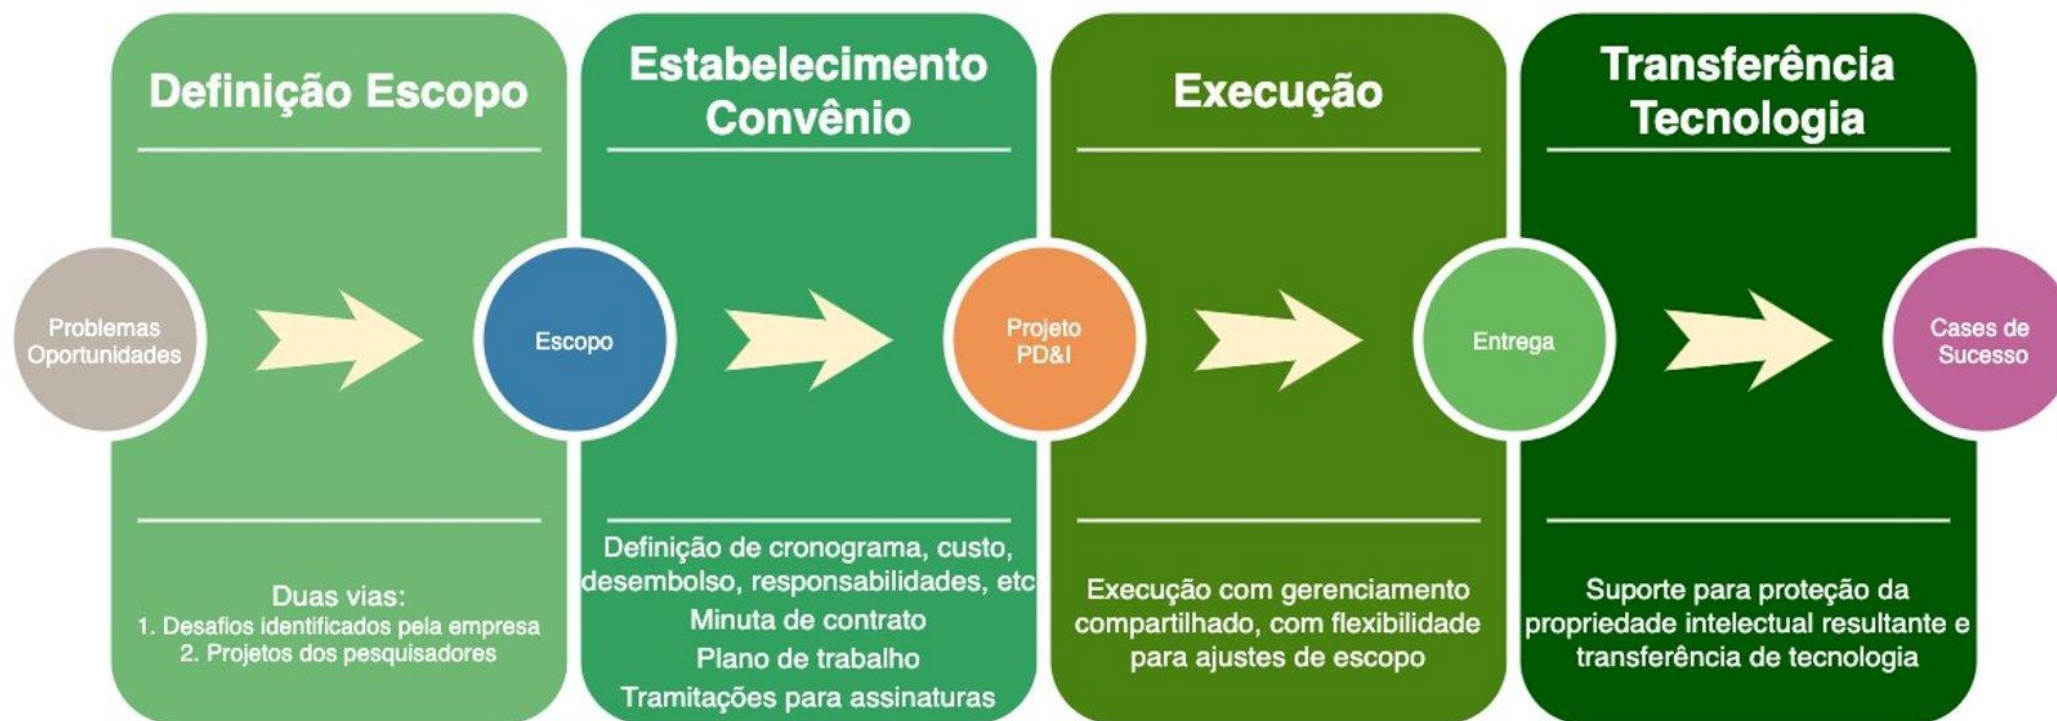 Definição Escopo
Estabelecimento
Convênio
Execução
Transferência
Tecnologia
Problemas
Oportunidades
Escopo
Projeto
PD&I
Entrega
Cases de
Sucesso
Duas vias:
1. Desafios identificados pela empresa
2. Projetos dos pesquisadores
Definição de cronograma, custo,
desembolso, responsabilidades, etc
Minuta de contrato
Plano de trabalho
Tramitações para assinaturas
Execução com gerenciamento
compartilhado, com flexibilidade
para ajustes de escopo
Suporte para proteção da
propriedade intelectual resultante e
transferência de tecnologia